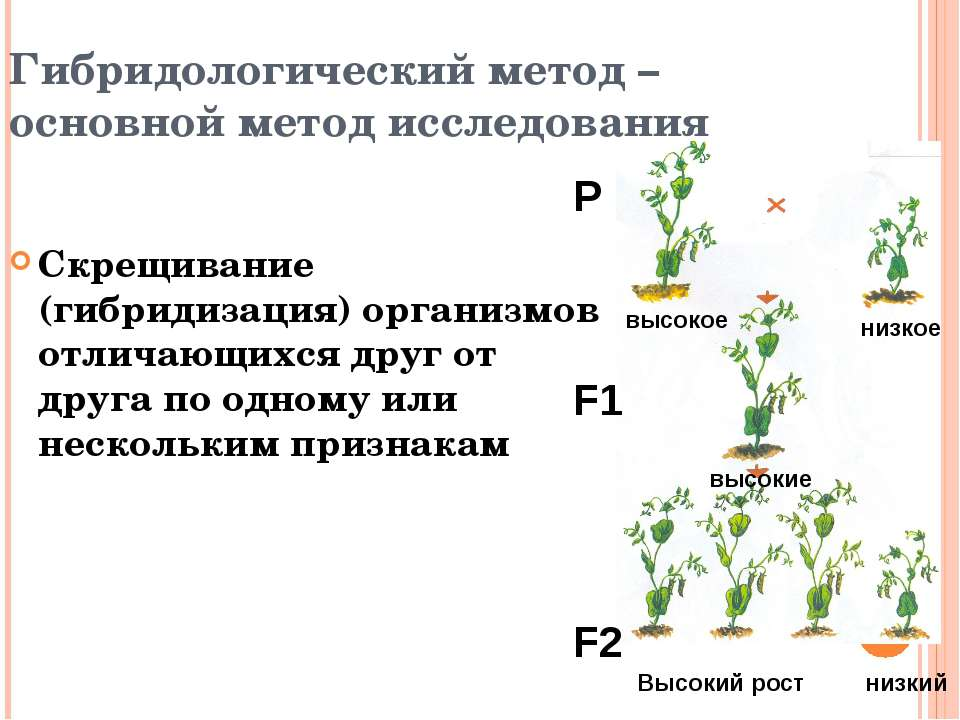 Гибридологический метод –
основной метод исследования
Скрещивание
(гибридизация) организмов
отличающихся друг от
друга по одному или
нескольким признакам
P
×
высокое
низкое
F1
высокие
F2
Высокий рост
низкий